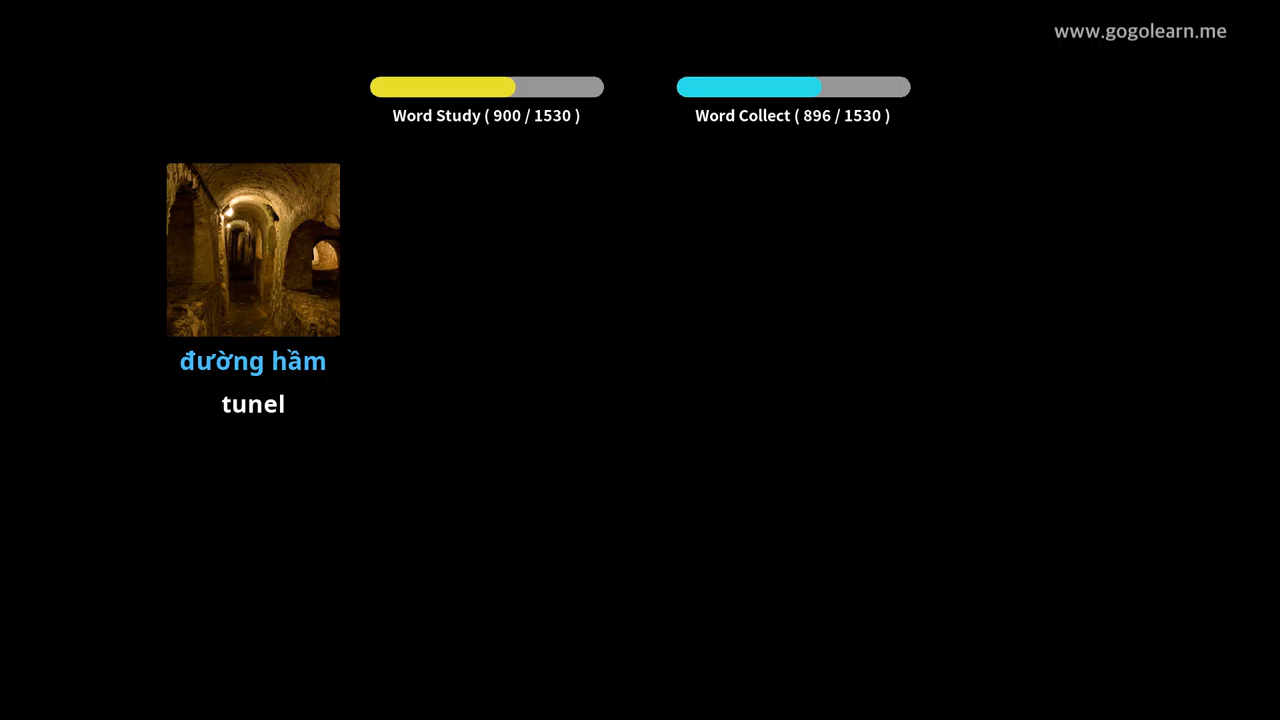 www.gogolearn.me
Word Study ( 900 / 1530 )
Word Collect ( 896 / 1530 )
đường hầm
tunel